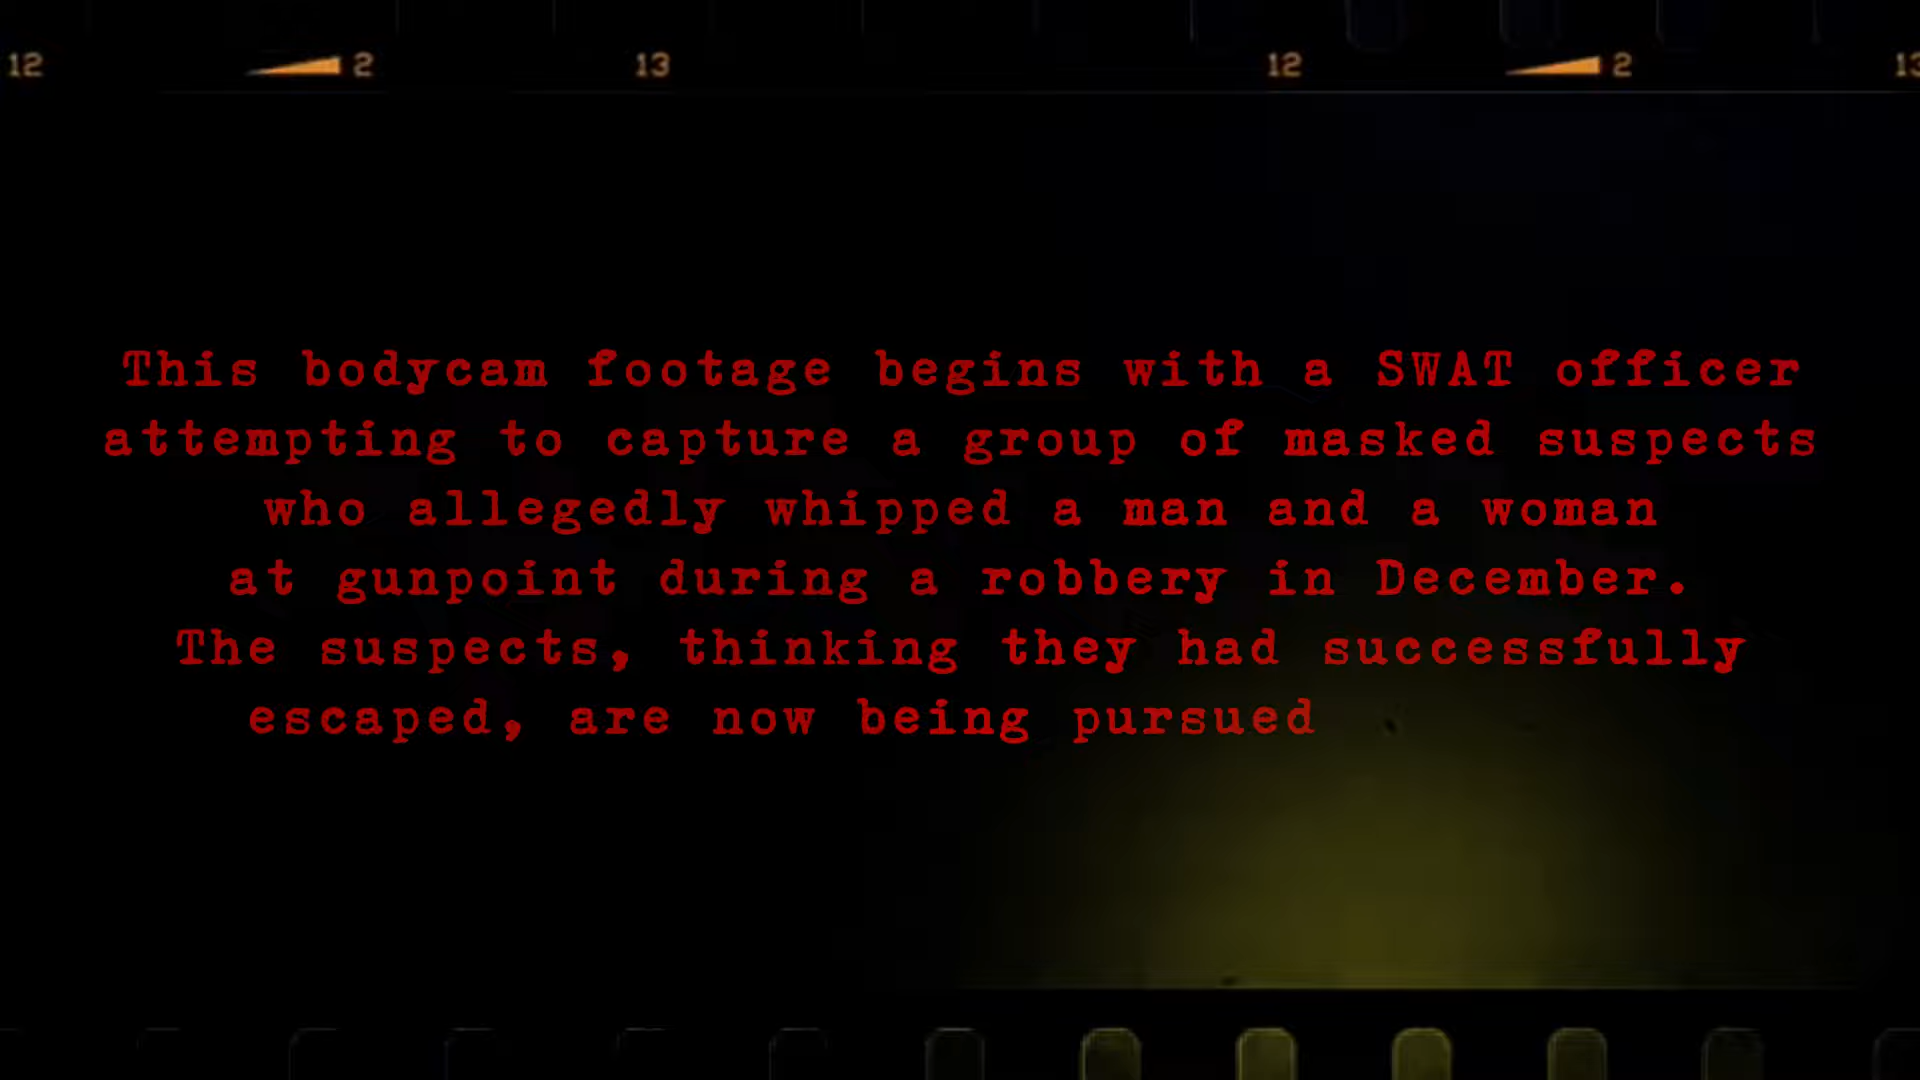 12 2 13 12 2 13
This bodycam footage begins with a SWAT officer
attempting to capture a group of masked suspects
who allegedly whipped a man and a woman
at gunpoint during a robbery in December.
The suspects, thinking they had successfully
escaped, are now being pursued